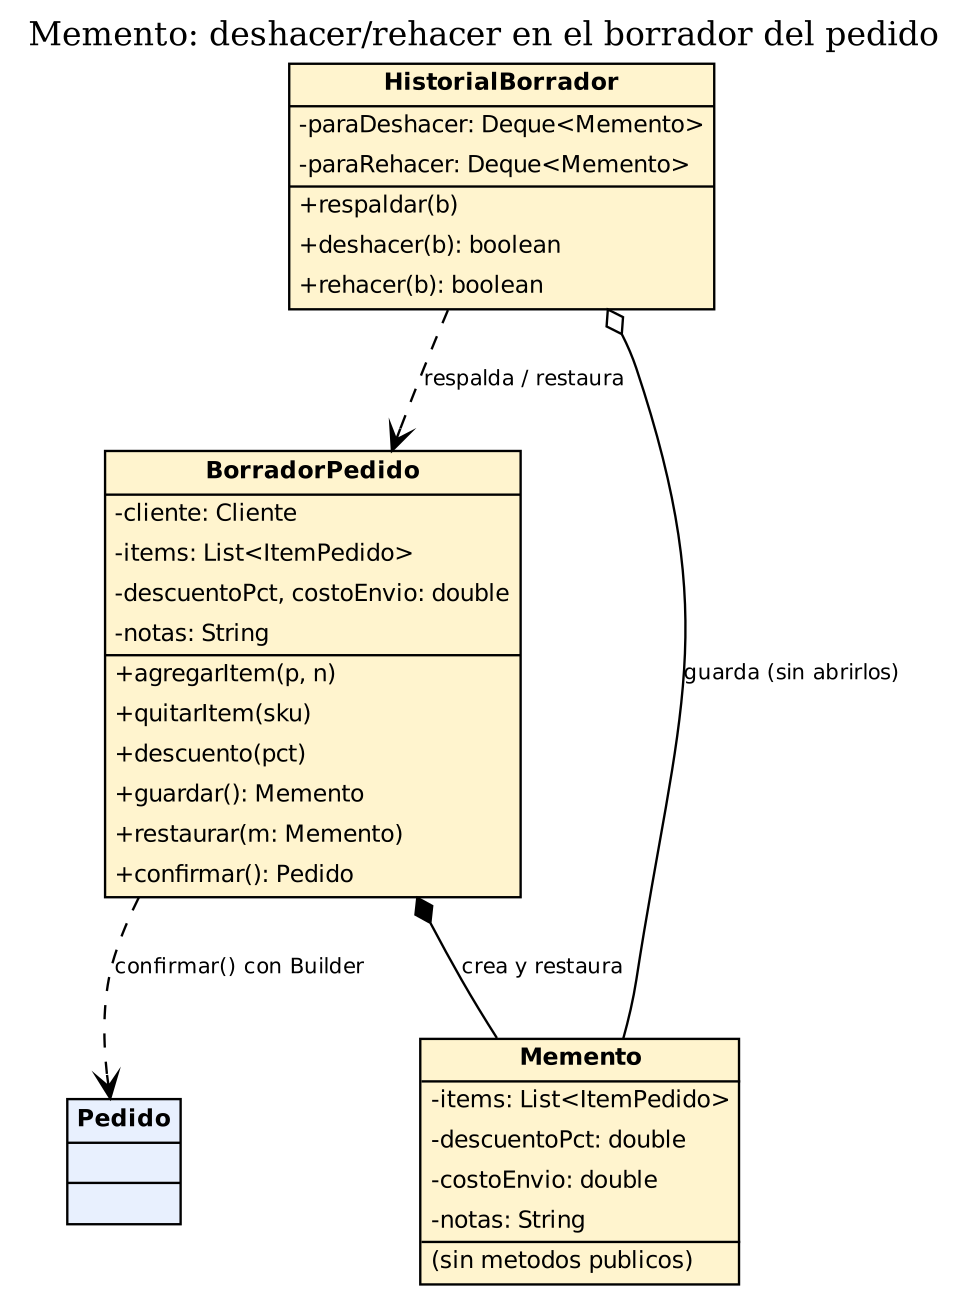 Memento: deshacer/rehacer en el borrador del pedido
HistorialBorrador
-paraDeshacer: Deque<Memento>
-paraRehacer: Deque<Memento>
+respaldar(b)
+deshacer(b): boolean
+rehacer(b): boolean
respalda / restaura
BorradorPedido
-cliente: Cliente
-items: List<ItemPedido>
-descuentoPct, costoEnvio: double
-notas: String
+agregarItem(p, n)
+quitarItem(sku)
+descuento(pct)
+guardar(): Memento
+restaurar(m: Memento)
+confirmar(): Pedido
guarda (sin abrirlos)
confirmar() con Builder
crea y restaura
Pedido
Memento
-items: List<ItemPedido>
-descuentoPct: double
-costoEnvio: double
-notas: String
(sin metodos publicos)